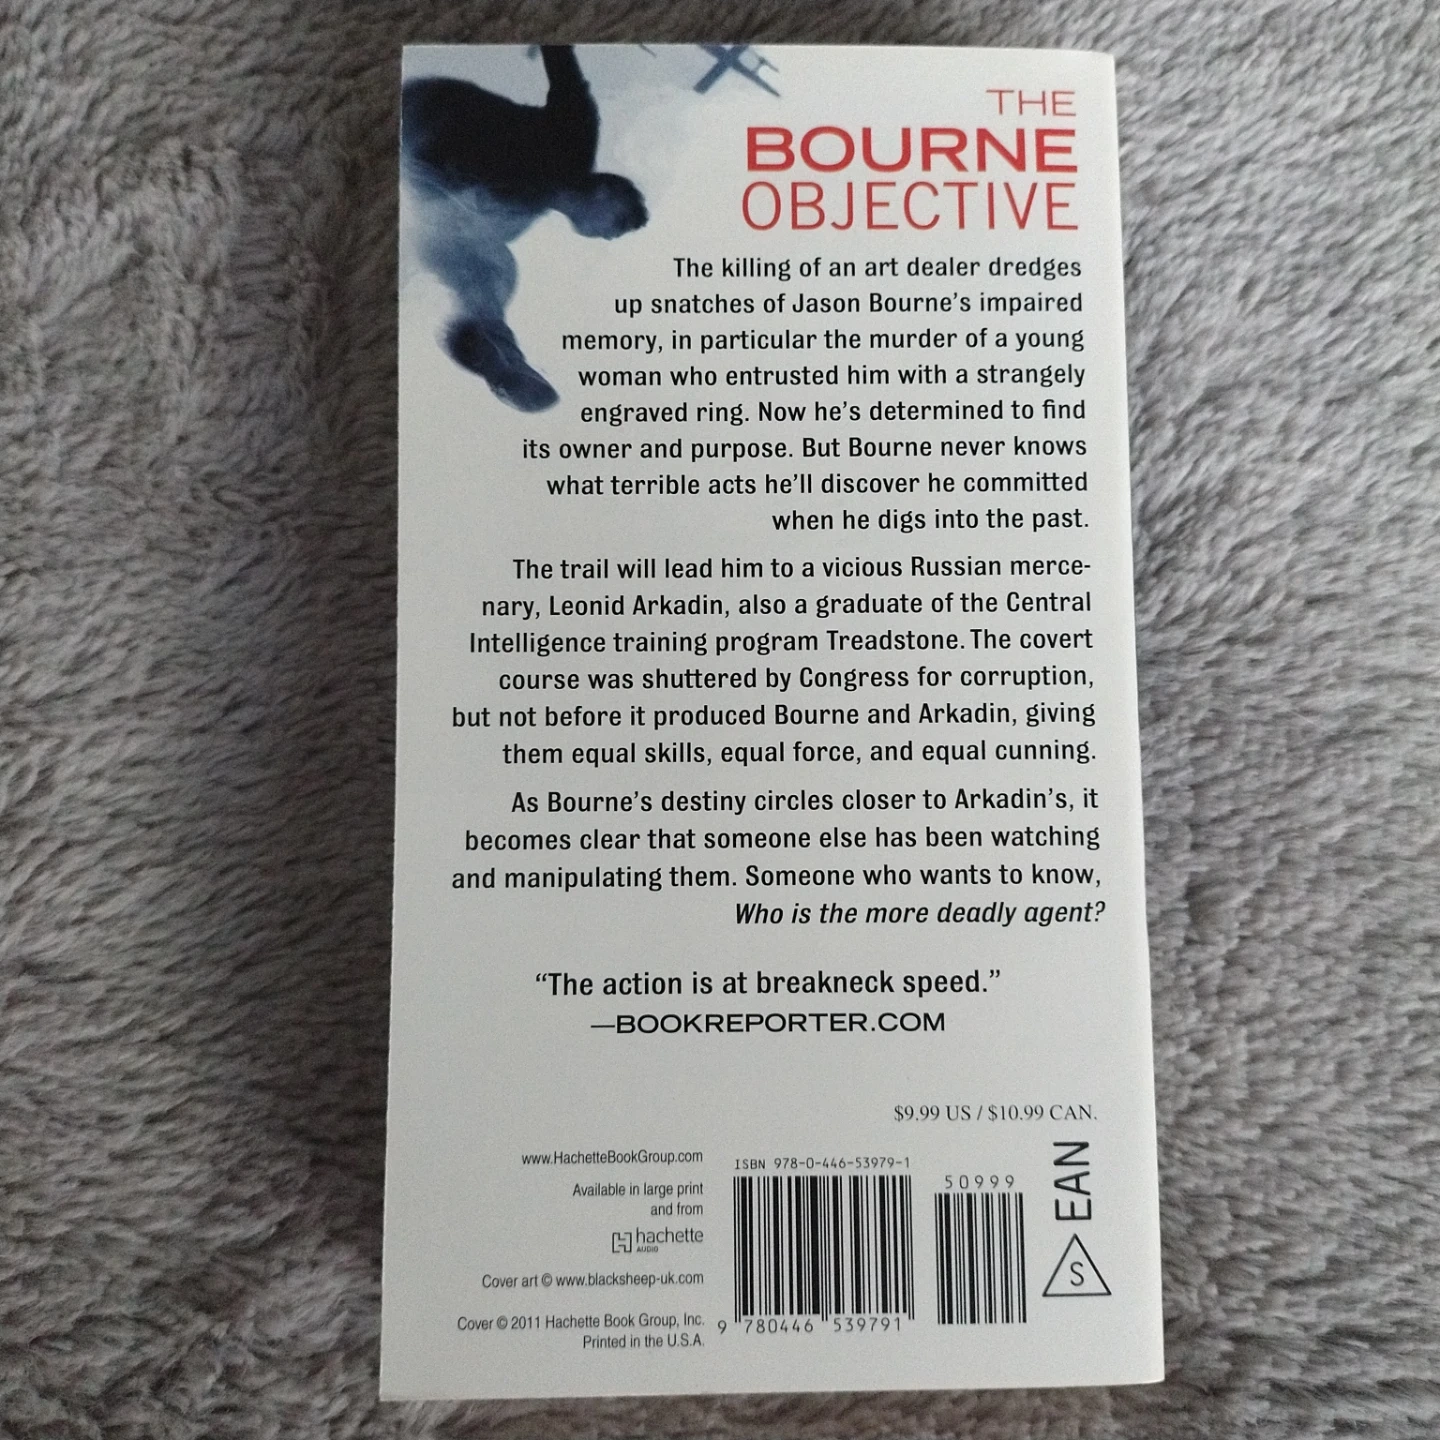 THE
BOURNE
OBJECTIVE
The killing of an art dealer dredges
up snatches of Jason Bourne's impaired
memory, in particular the murder of a young
woman who entrusted him with a strangely
engraved ring. Now he's determined to find
its owner and purpose. But Bourne never knows
what terrible acts he'll discover he committed
when he digs into the past.
The trail will lead him to a vicious Russian merce-
nary, Leonid Arkadin, also a graduate of the Central
Intelligence training program Treadstone. The covert
course was shuttered by Congress for corruption,
but not before it produced Bourne and Arkadin, giving
them equal skills, equal force, and equal cunning.
As Bourne's destiny circles closer to Arkadin's, it
becomes clear that someone else has been watching
and manipulating them. Someone who wants to know,
Who is the more deadly agent?
"The action is at breakneck speed."
—BOOKREPORTER.COM
$9.99 US / $10.99 CAN.
www.HachetteBookGroup.com
Available in large print
and from
hachette
AUDIO
Cover art © www.blacksheep-uk.com
Cover © 2011 Hachette Book Group, Inc.
Printed in the U.S.A.
ISBN 978-0-446-53979-1
9 780446 539791
50999
EAN
S